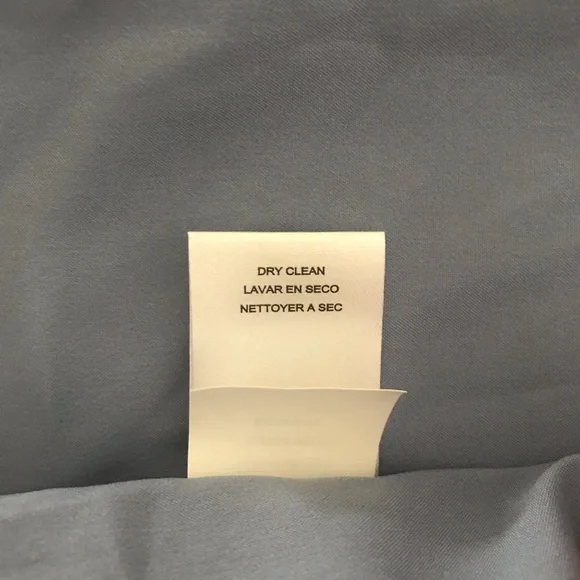 DRY CLEAN
LAVAR EN SECO
NETTOYER A SEC